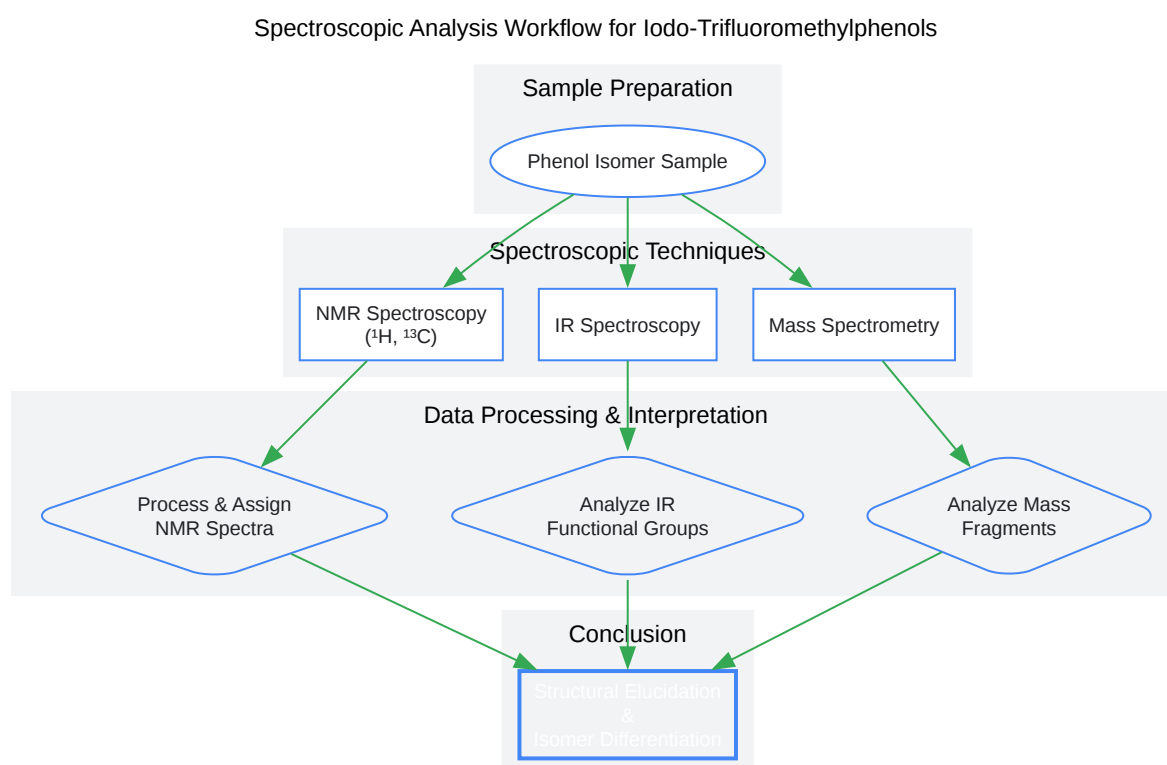 Spectroscopic Analysis Workflow for Iodo-Trifluoromethylphenols
Sample Preparation
Phenol Isomer Sample
Spectroscopic Techniques
NMR Spectroscopy
(¹H, ¹³C)
IR Spectroscopy
Mass Spectrometry
Data Processing & Interpretation
Process & Assign
NMR Spectra
Analyze IR
Functional Groups
Analyze Mass
Fragments
Conclusion
Structural Elucidation
&
Isomer Differentiation